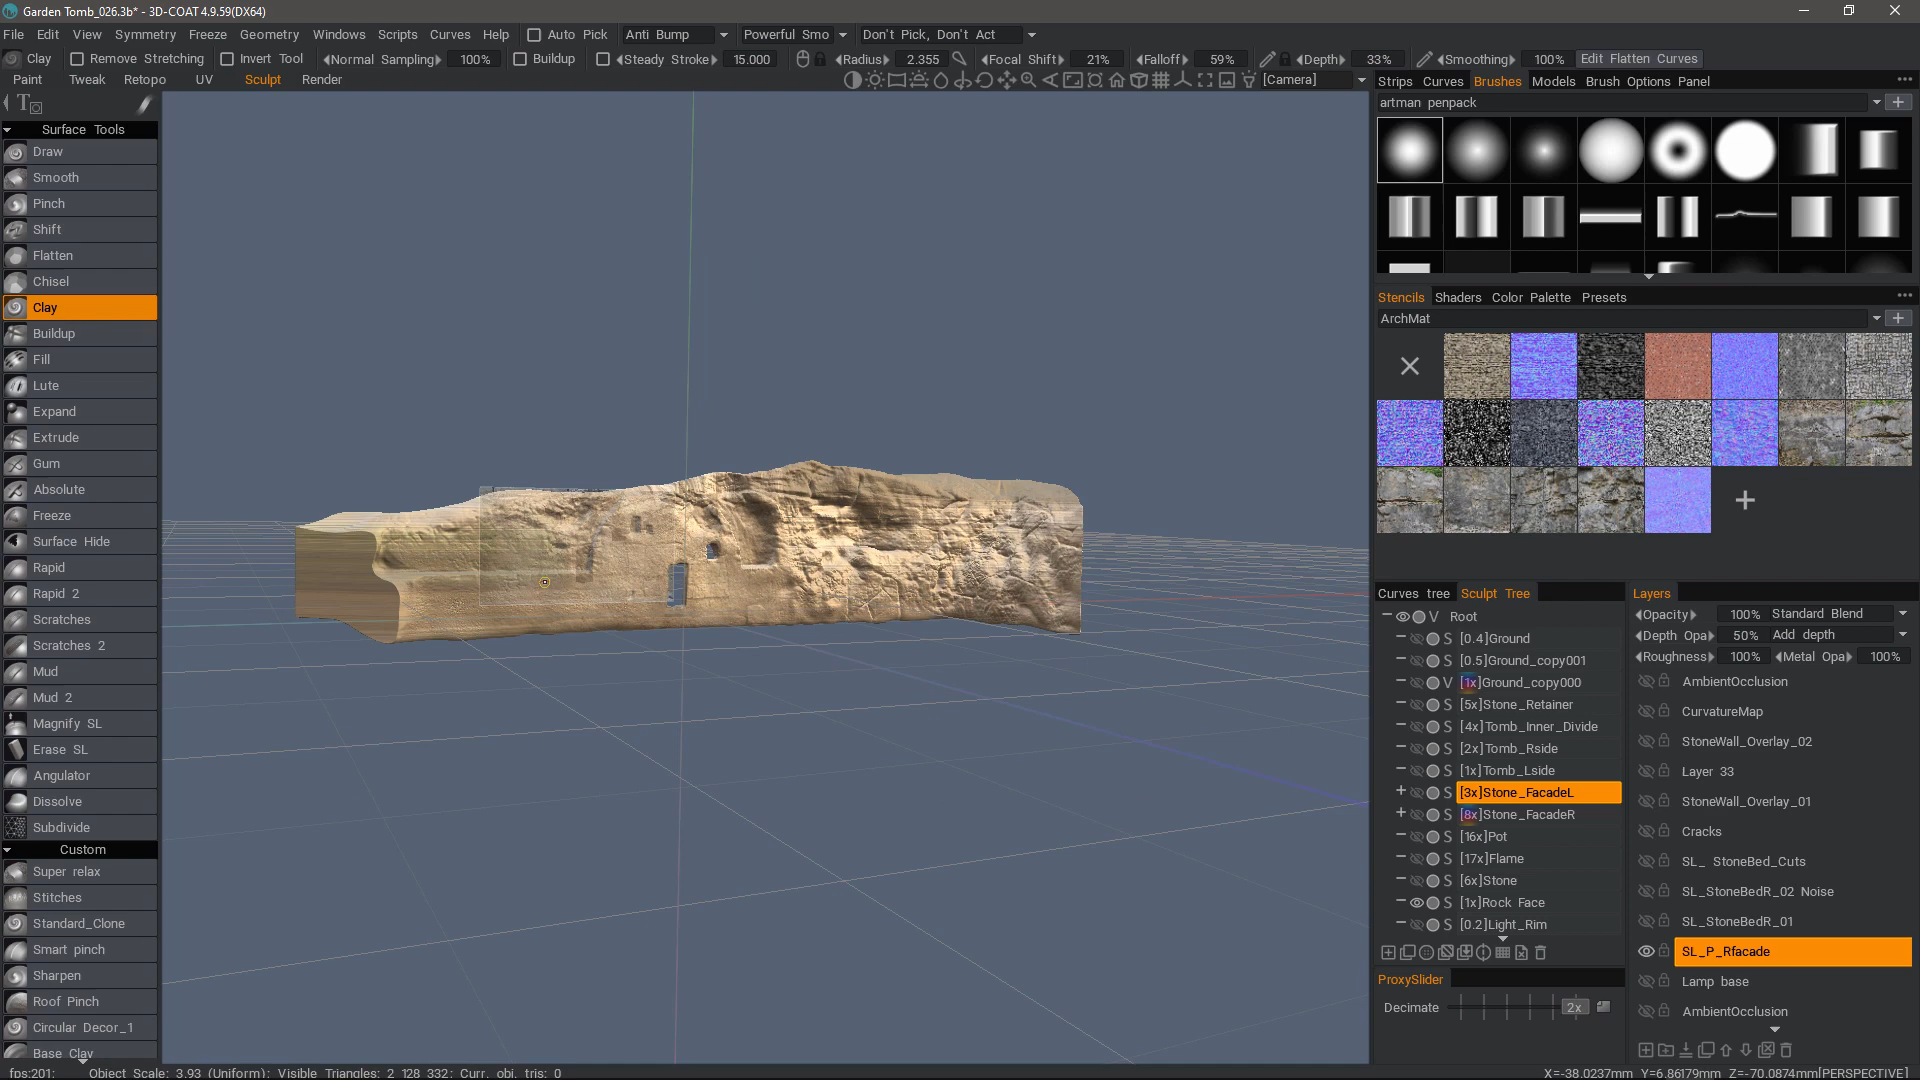 Garden Tomb_026.3b* - 3D-COAT 4.9.59(DX64)
File Edit View Symmetry Freeze Geometry Windows Scripts Curves Help Auto Pick Anti Bump Powerful Smo Don't Pick, Don't Act
Clay Remove Stretching Invert Tool Normal Sampling 100% Buildup Steady Stroke 15.000 Radius 2.355 Focal Shift 21% Falloff 59% Depth 33% Smoothing 100% Edit Flatten Curves
Paint Tweak Retopo UV Sculpt Render [Camera]
Strips Curves Brushes Models Brush Options Panel
artman penpack
Surface Tools
Draw
Smooth
Pinch
Shift
Flatten
Chisel
Clay
Buildup
Fill
Lute
Expand
Extrude
Gum
Absolute
Freeze
Surface Hide
Rapid
Rapid 2
Scratches
Scratches 2
Mud
Mud 2
Magnify SL
Erase SL
Angulator
Dissolve
Subdivide
Custom
Super relax
Stitches
Standard_Clone
Smart pinch
Sharpen
Roof Pinch
Circular Decor_1
Base Clay
Stencils Shaders Color Palette Presets
ArchMat
Curves tree Sculpt Tree
V Root
S [0.4]Ground
S [0.5]Ground_copy001
V [1x]Ground_copy000
S [5x]Stone_Retainer
S [4x]Tomb_Inner_Divide
S [2x]Tomb_Rside
S [1x]Tomb_Lside
S [3x]Stone_FacadeL
S [8x]Stone_FacadeR
S [16x]Pot
S [17x]Flame
S [6x]Stone
S [1x]Rock Face
S [0.2]Light_Rim
ProxySlider
Decimate 2x
Layers
Opacity 100% Standard Blend
Depth Opa 50% Add depth
Roughness 100% Metal Opa 100%
AmbientOcclusion
CurvatureMap
StoneWall_Overlay_02
Layer 33
StoneWall_Overlay_01
Cracks
SL_ StoneBed_Cuts
SL_StoneBedR_02 Noise
SL_StoneBedR_01
SL_P_Rfacade
Lamp base
AmbientOcclusion
fps:201; Object Scale: 3.93 (Uniform); Visible Triangles: 2 128 332; Curr. obj. tris: 0
X=-38.0237mm Y=6.86179mm Z=-70.0874mm[PERSPECTIVE]